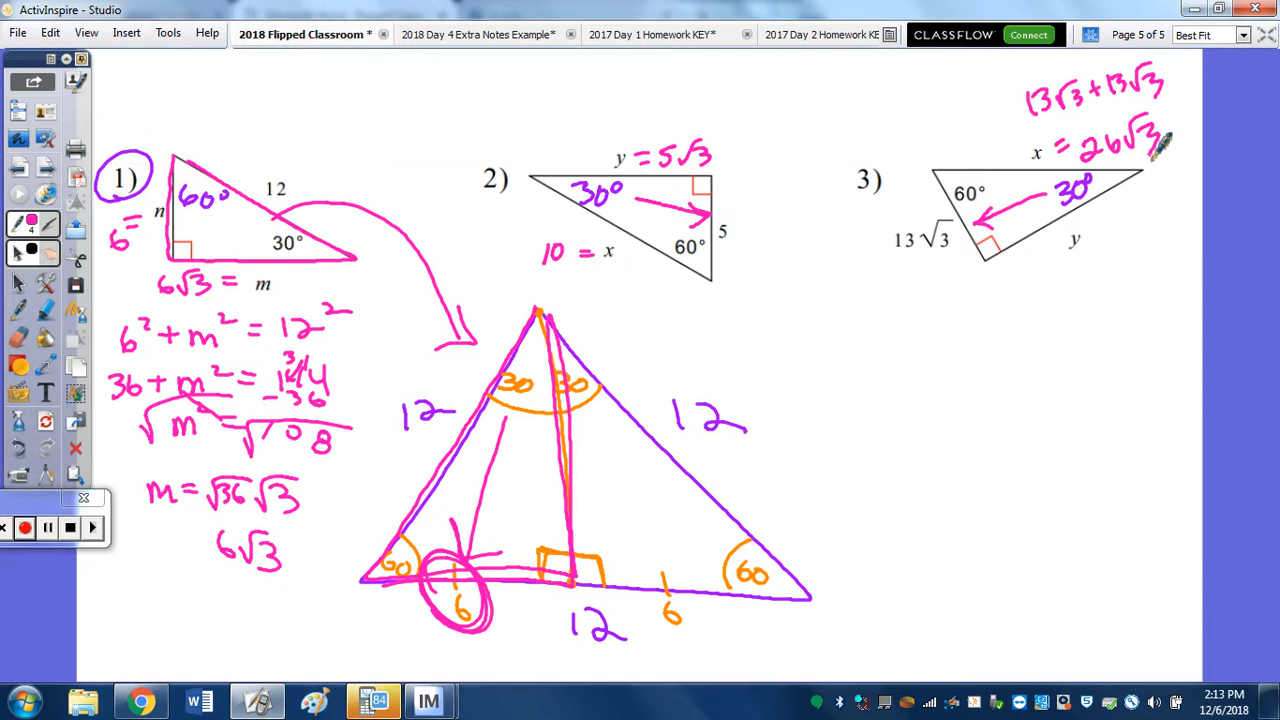 ActivInspire - Studio
File Edit View Insert Tools Help
2018 Flipped Classroom * 2018 Day 4 Extra Notes Example* 2017 Day 1 Homework KEY* 2017 Day 2 Homework KE CLASSFLOW Connect Page 5 of 5 Best Fit
13√3 + 13√3
= 26√3
1) 60° 12 n = 6 30° 6√3 = m
2) y = 5√3 30° 5 60° 10 = x
3) x 60° 30° 13√3 y
6² + m² = 12²
36 + m² = 144
-36
√m² = √108
m = √36 √3
6√3
30 30
12 12
60 60
6 6
12
4
84
IM
2:13 PM
12/6/2018